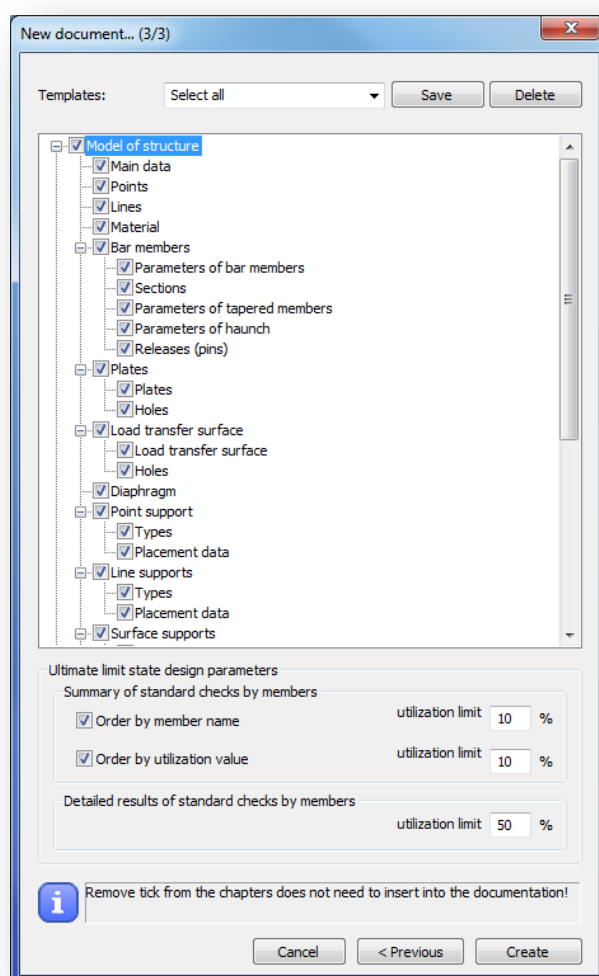 New document... (3/3)
Templates: Select all Save Delete
Model of structure
Main data
Points
Lines
Material
Bar members
Parameters of bar members
Sections
Parameters of tapered members
Parameters of haunch
Releases (pins)
Plates
Plates
Holes
Load transfer surface
Load transfer surface
Holes
Diaphragm
Point support
Types
Placement data
Line supports
Types
Placement data
Surface supports
Ultimate limit state design parameters
Summary of standard checks by members
Order by member name utilization limit 10 %
Order by utilization value utilization limit 10 %
Detailed results of standard checks by members
utilization limit 50 %
Remove tick from the chapters does not need to insert into the documentation!
Cancel < Previous Create